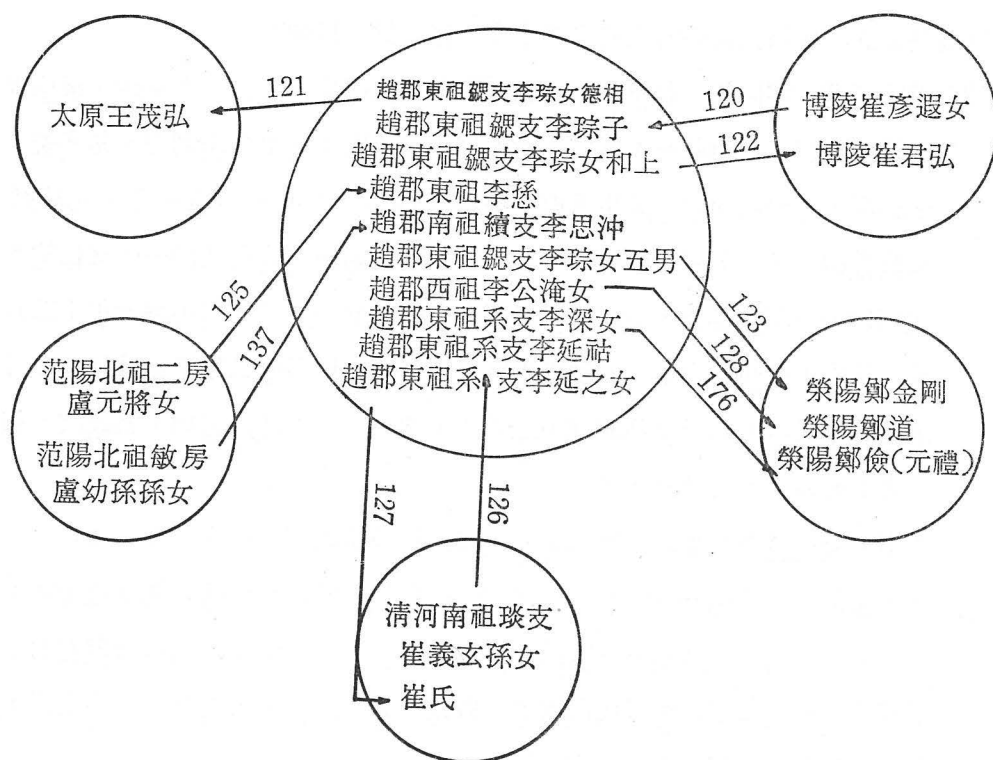 太原王茂弘
121
趙郡東祖勰支李琮女德相
趙郡東祖勰支李琮子
趙郡東祖勰支李琮女和上
趙郡東祖李悆
趙郡南祖續支李思沖
趙郡東祖勰支李琮女五男
趙郡西祖李公淹女
趙郡東祖系支李深女
趙郡東祖系支李延祜
趙郡東祖系支李延之女
120
122
博陵崔彥遐女
博陵崔君弘
125
137
范陽北祖二房
盧元將女
范陽北祖敏房
盧幼孫孫女
123
128
176
滎陽鄭金剛
滎陽鄭道
滎陽鄭儉(元禮)
127
126
清河南祖琰支
崔義玄孫女
崔氏